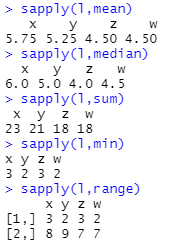 > sapply(l,mean)
x y z w
5.75 5.25 4.50 4.50
> sapply(l,median)
x y z w
6.0 5.0 4.0 4.5
> sapply(l,sum)
x y z w
23 21 18 18
> sapply(l,min)
x y z w
3 2 3 2
> sapply(l,range)
x y z w
[1,] 3 2 3 2
[2,] 8 9 7 7